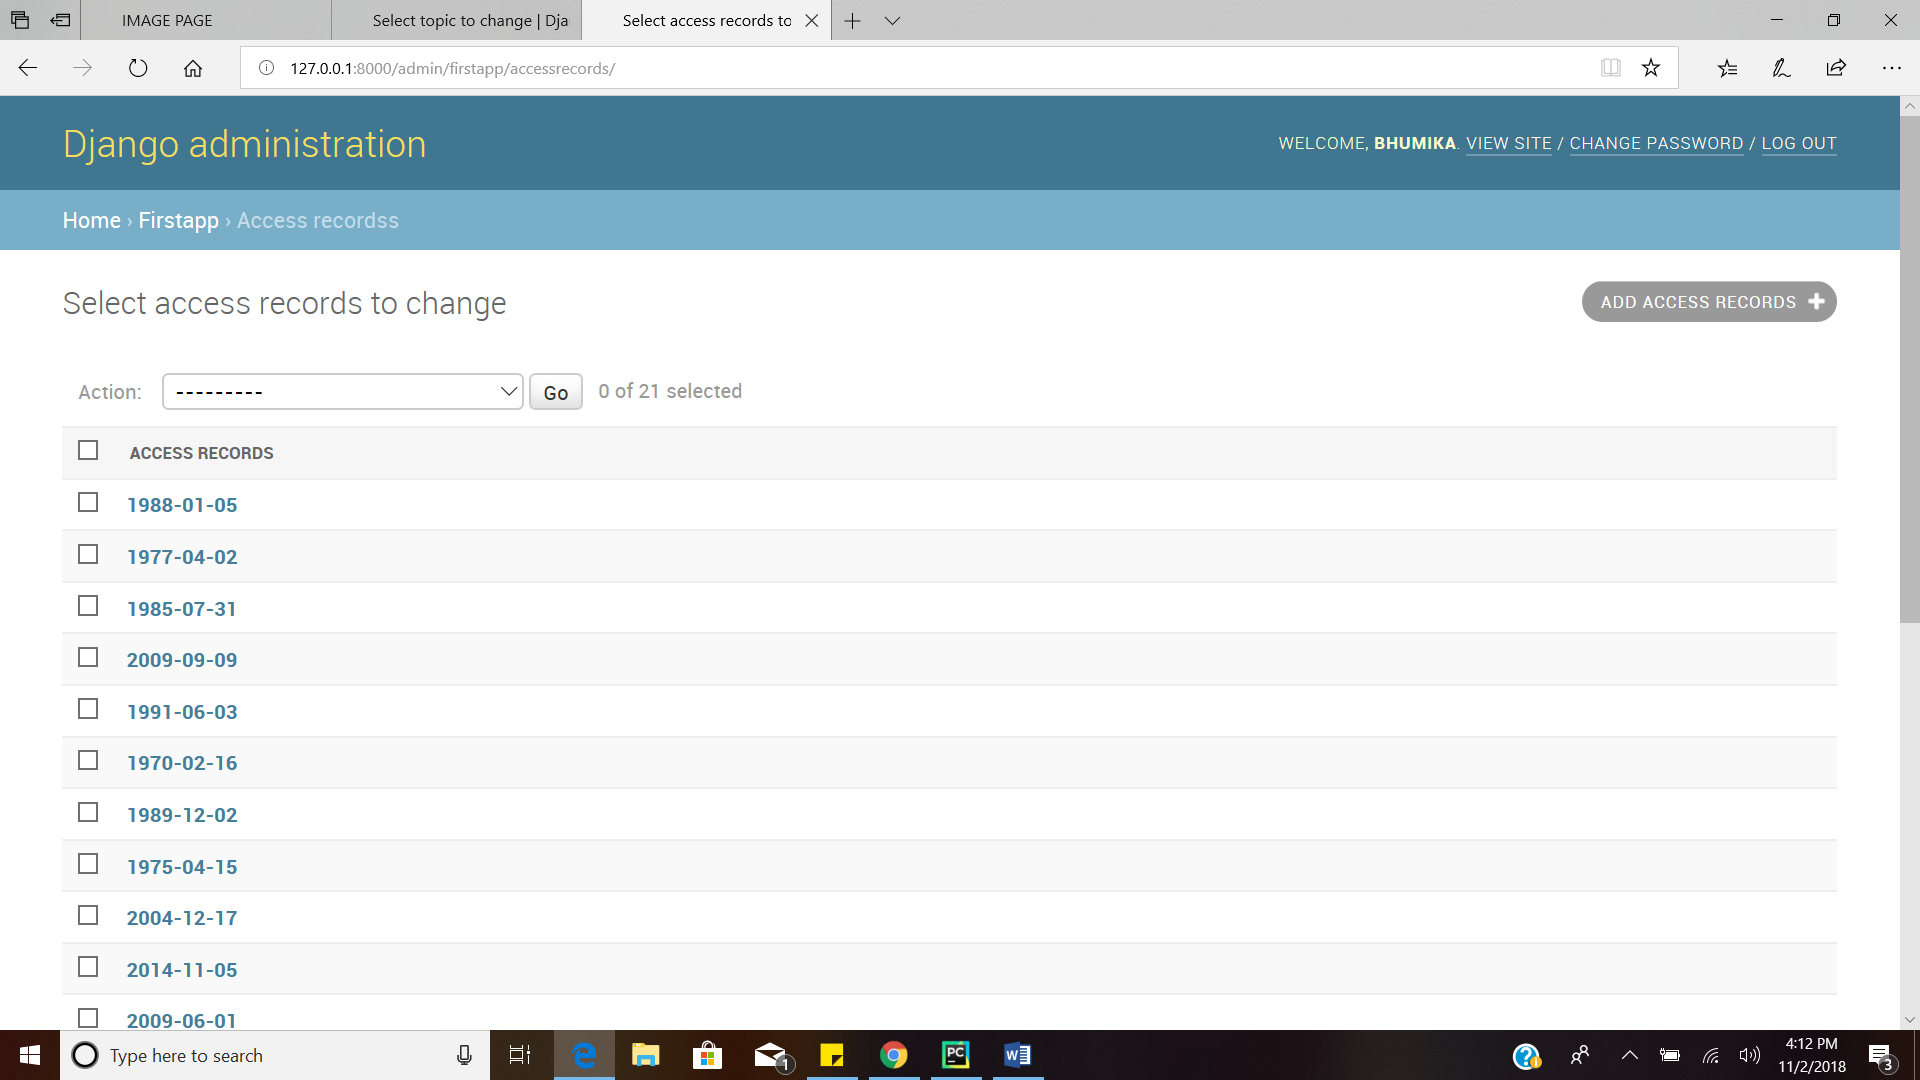 IMAGE PAGE
Select topic to change | Dja
Select access records to
127.0.0.1:8000/admin/firstapp/accessrecords/
Django administration
WELCOME, BHUMIKA. VIEW SITE / CHANGE PASSWORD / LOG OUT
Home › Firstapp › Access recordss
Select access records to change
ADD ACCESS RECORDS
Action: --------- Go 0 of 21 selected
ACCESS RECORDS
1988-01-05
1977-04-02
1985-07-31
2009-09-09
1991-06-03
1970-02-16
1989-12-02
1975-04-15
2004-12-17
2014-11-05
2009-06-01
Type here to search
1
PC
W
4:12 PM
11/2/2018
3